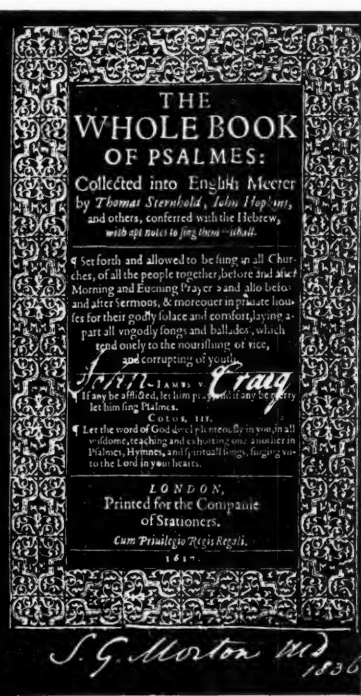 THE
WHOLE BOOK
OF PSALMES:
Collected into English Meeter
by Thomas Sternhold, Iohn Hopkins,
and others, conferred with the Hebrew,
with apt notes to sing them withall.
¶ Set forth and allowed to be sung in all Chur-
ches, of all the people together, before and after
Morning and Euening Prayer: and also before
and after Sermons, & moreouer in priuate hou-
ses for their godly solace and comfort, laying a-
part all vngodly songs and ballades, which
tend onely to the nourishing of vice,
and corrupting of youth.
John Craig
IAMES V.
¶ If any be afflicted, let him pray, and if any be merry
let him sing Psalmes.
COLOS. III.
¶ Let the word of God dwel plenteously in you, in all
wisdome, teaching and exhorting one another in
Psalmes, Hymnes, and spirituall songs, singing vn-
to the Lord in your hearts.
LONDON,
Printed for the Companie
of Stationers.
Cum Priuilegio Regis Regali.
1617.
S. G. Morton MD
1836